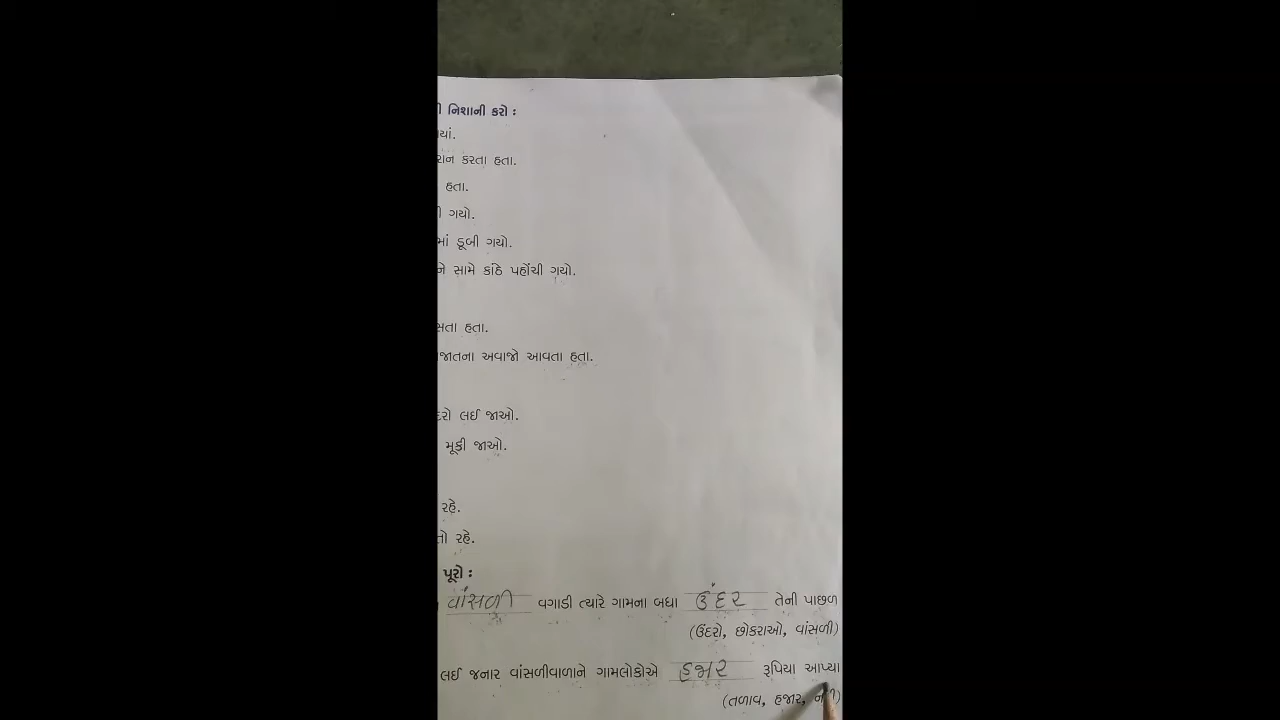 નિશાની કરો :
યાં.
રાન કરતા હતા.
હતા.
ગયો.
માં ડૂબી ગયો.
ને સામે કાંઠે પહોંચી ગયો.
સતા હતા.
જાતના અવાજો આવતા હતા.
દરો લઈ જાઓ.
મૂકી જાઓ.
રહે.
તો રહે.
પૂરો :
વાંસળી વગાડી ત્યારે ગામના બધા ઉંદર તેની પાછળ
(ઉંદરો, છોકરાઓ, વાંસળી)
લઈ જનાર વાંસળીવાળાને ગામલોકોએ હજાર રૂપિયા આપ્યા
(તળાવ, હજાર,